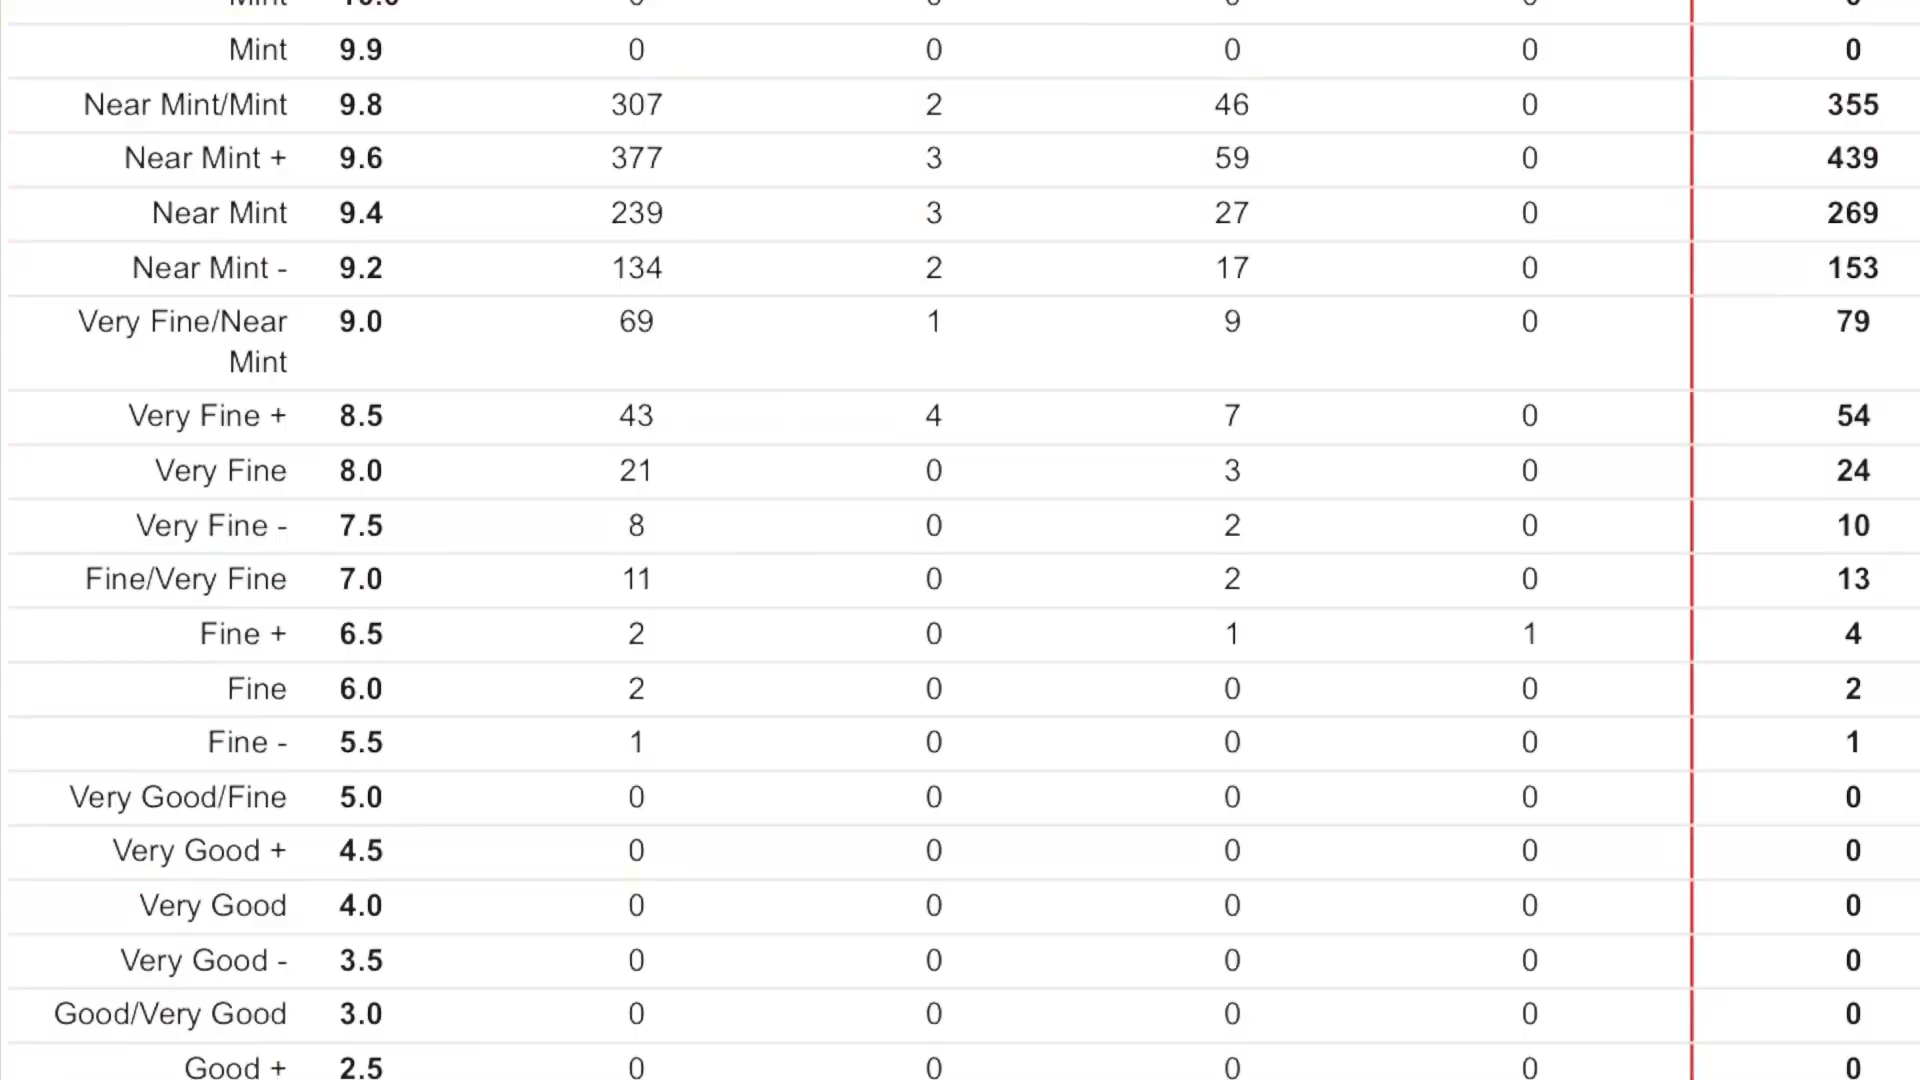 Mint 9.9 0 0 0 0 0
Near Mint/Mint 9.8 307 2 46 0 355
Near Mint + 9.6 377 3 59 0 439
Near Mint 9.4 239 3 27 0 269
Near Mint - 9.2 134 2 17 0 153
Very Fine/Near 9.0 69 1 9 0 79
Mint
Very Fine + 8.5 43 4 7 0 54
Very Fine 8.0 21 0 3 0 24
Very Fine - 7.5 8 0 2 0 10
Fine/Very Fine 7.0 11 0 2 0 13
Fine + 6.5 2 0 1 1 4
Fine 6.0 2 0 0 0 2
Fine - 5.5 1 0 0 0 1
Very Good/Fine 5.0 0 0 0 0 0
Very Good + 4.5 0 0 0 0 0
Very Good 4.0 0 0 0 0 0
Very Good - 3.5 0 0 0 0 0
Good/Very Good 3.0 0 0 0 0 0
Good + 2.5 0 0 0 0 0